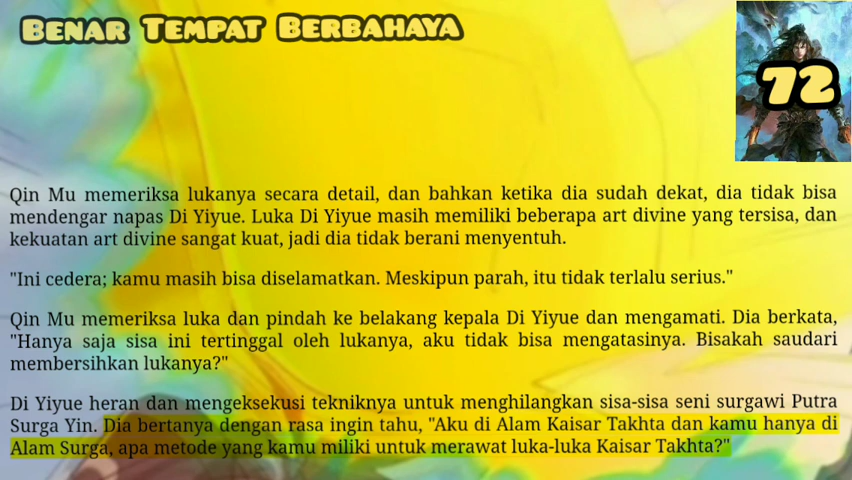 Benar Tempat Berbahaya
72
Qin Mu memeriksa lukanya secara detail, dan bahkan ketika dia sudah dekat, dia tidak bisa
mendengar napas Di Yiyue. Luka Di Yiyue masih memiliki beberapa art divine yang tersisa, dan
kekuatan art divine sangat kuat, jadi dia tidak berani menyentuh.
"Ini cedera; kamu masih bisa diselamatkan. Meskipun parah, itu tidak terlalu serius."
Qin Mu memeriksa luka dan pindah ke belakang kepala Di Yiyue dan mengamati. Dia berkata,
"Hanya saja sisa ini tertinggal oleh lukanya, aku tidak bisa mengatasinya. Bisakah saudari
membersihkan lukanya?"
Di Yiyue heran dan mengeksekusi tekniknya untuk menghilangkan sisa-sisa seni surgawi Putra
Surga Yin. Dia bertanya dengan rasa ingin tahu, "Aku di Alam Kaisar Takhta dan kamu hanya di
Alam Surga, apa metode yang kamu miliki untuk merawat luka-luka Kaisar Takhta?"